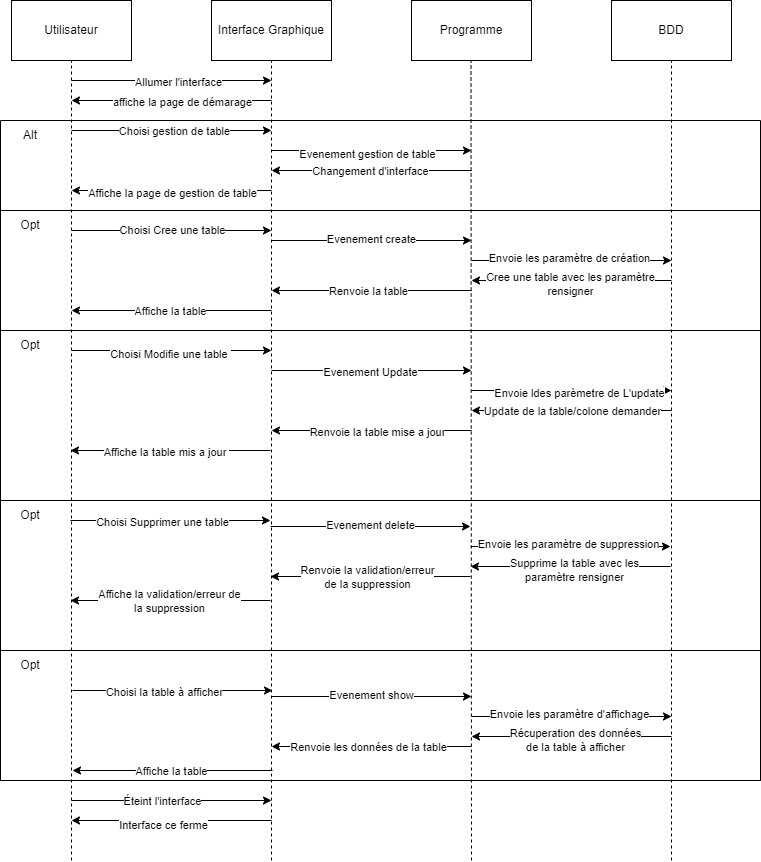 Utilisateur
Interface Graphique
Programme
BDD
Allumer l'interface
affiche la page de démarage
Alt
Choisi gestion de table
Evenement gestion de table
Changement d'interface
Affiche la page de gestion de table
Opt
Choisi Cree une table
Evenement create
Envoie les paramètre de création
Cree une table avec les paramètre
rensigner
Renvoie la table
Affiche la table
Opt
Choisi Modifie une table
Evenement Update
Envoie ldes parèmetre de L'update
Update de la table/colone demander
Renvoie la table mise a jour
Affiche la table mis a jour
Opt
Choisi Supprimer une table
Evenement delete
Envoie les paramètre de suppression
Supprime la table avec les
paramètre rensigner
Renvoie la validation/erreur
de la suppression
Affiche la validation/erreur de
la suppression
Opt
Choisi la table à afficher
Evenement show
Envoie les paramètre d'affichage
Récuperation des données
de la table à afficher
Renvoie les données de la table
Affiche la table
Éteint l'interface
Interface ce ferme